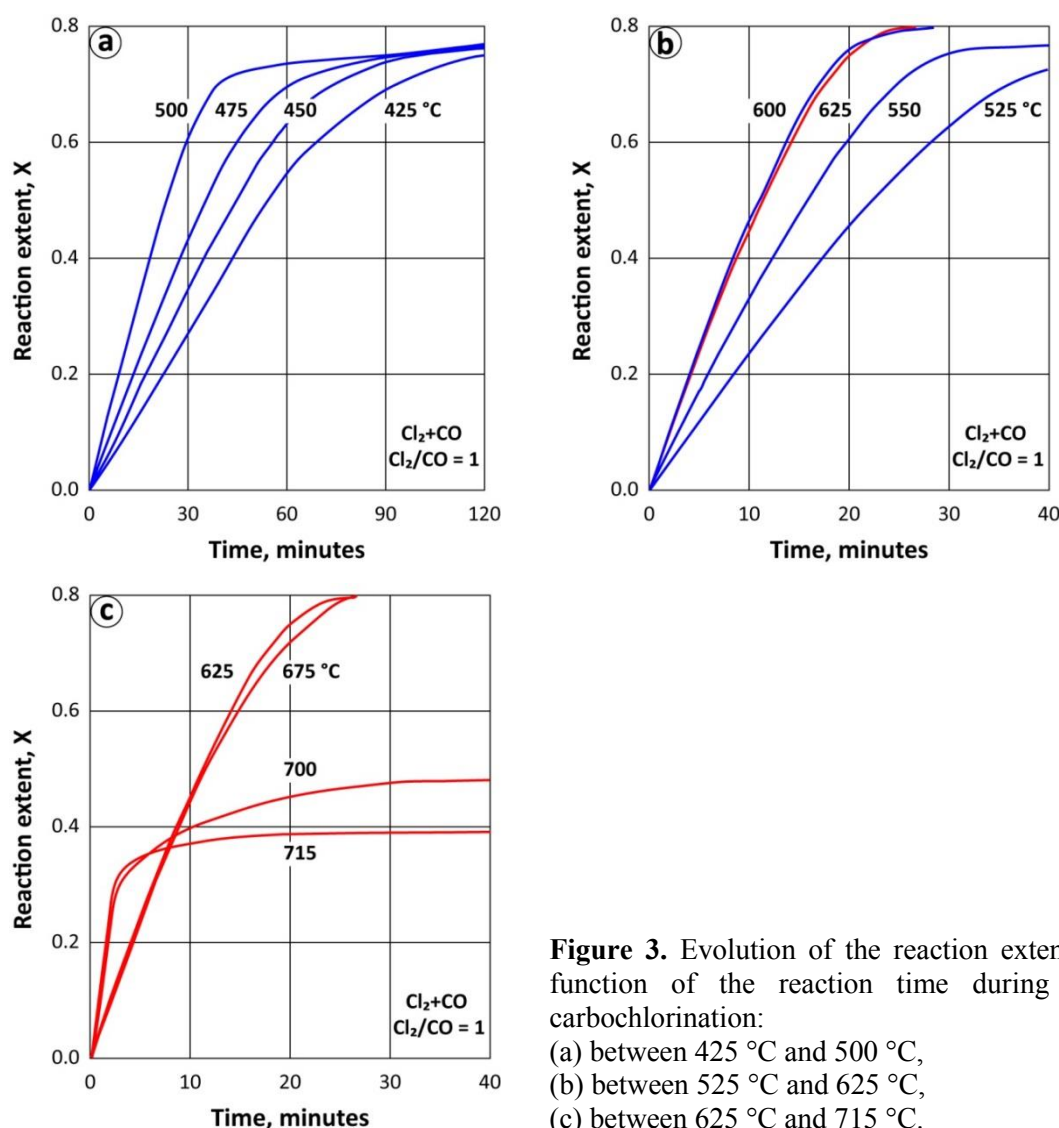 a
0.8
0.6
0.4
0.2
0.0
Reaction extent, X
500 475 450 425 °C
Cl₂+CO
Cl₂/CO = 1
0 30 60 90 120
Time, minutes
b
0.8
0.6
0.4
0.2
0.0
Reaction extent, X
600 625 550 525 °C
Cl₂+CO
Cl₂/CO = 1
0 10 20 30 40
Time, minutes
c
0.8
0.6
0.4
0.2
0.0
Reaction extent, X
625 675 °C
700
715
Cl₂+CO
Cl₂/CO = 1
0 10 20 30 40
Time, minutes
Figure 3. Evolution of the reaction exten
function of the reaction time during
carbochlorination:
(a) between 425 °C and 500 °C,
(b) between 525 °C and 625 °C,
(c) between 625 °C and 715 °C.